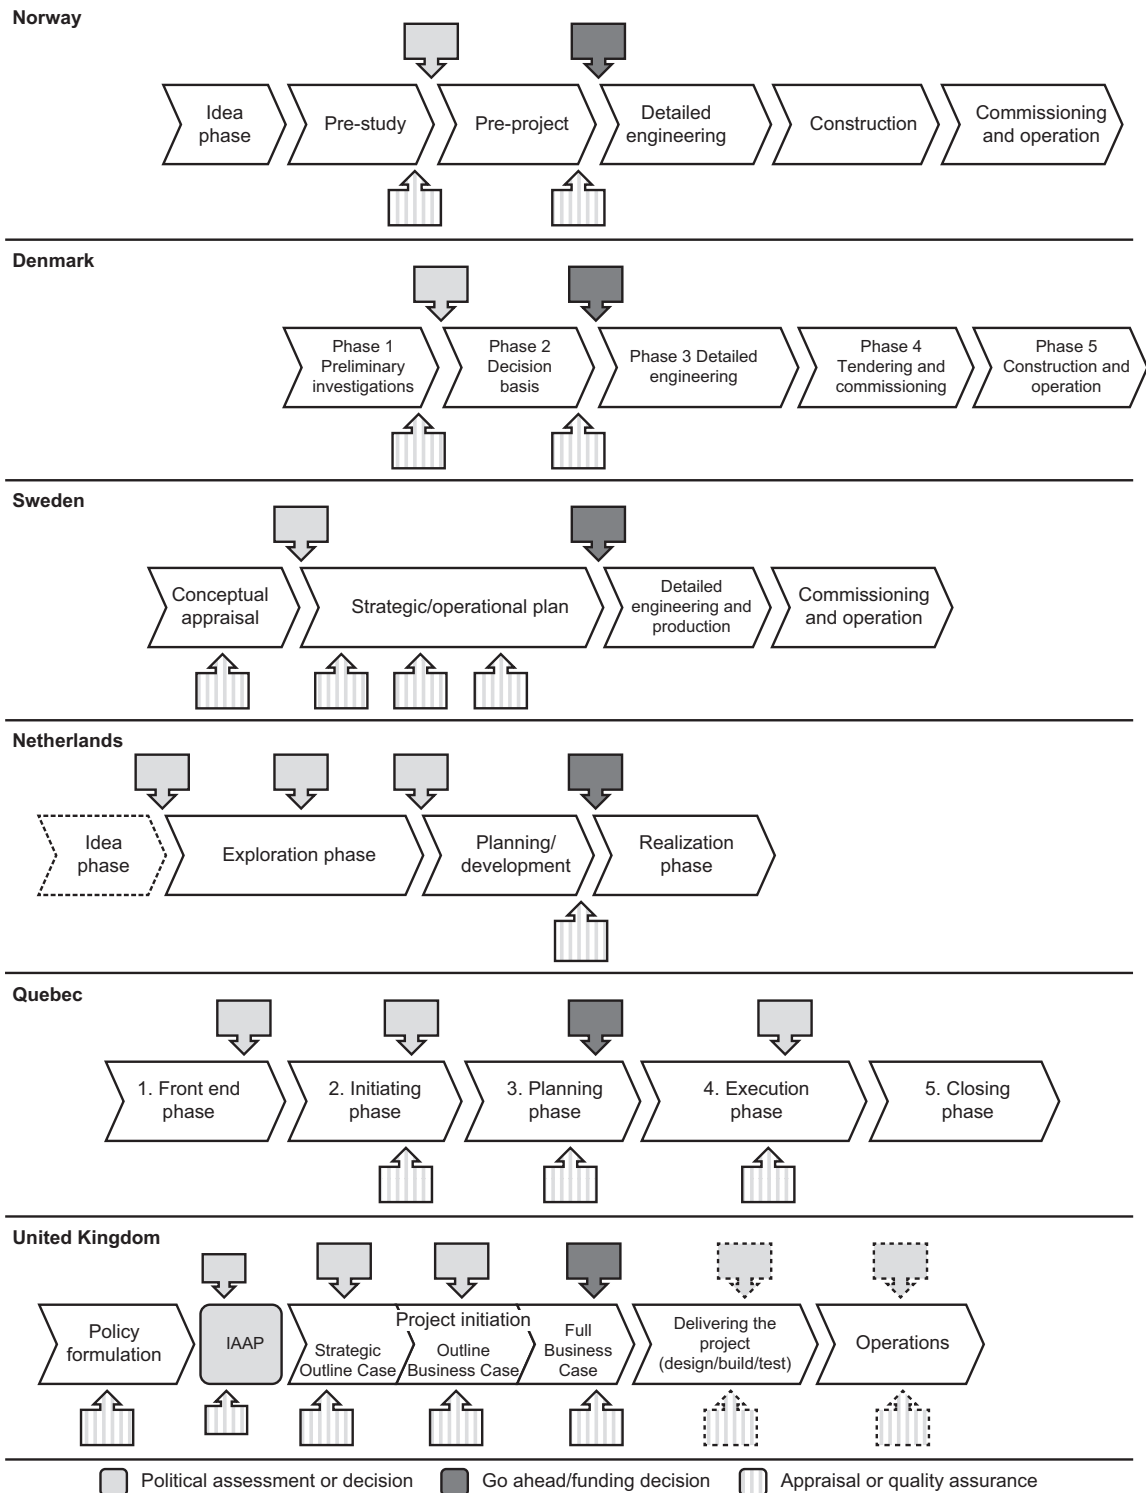 Norway
Idea
phase
Pre-study
Pre-project
Detailed
engineering
Construction
Commissioning
and operation
Denmark
Phase 1
Preliminary
investigations
Phase 2
Decision
basis
Phase 3 Detailed
engineering
Phase 4
Tendering and
commissioning
Phase 5
Construction and
operation
Sweden
Conceptual
appraisal
Strategic/operational plan
Detailed
engineering and
production
Commissioning
and operation
Netherlands
Idea
phase
Exploration phase
Planning/
development
Realization
phase
Quebec
1. Front end
phase
2. Initiating
phase
3. Planning
phase
4. Execution
phase
5. Closing
phase
United Kingdom
Policy
formulation
IAAP
Project initiation
Strategic
Outline Case
Outline
Business Case
Full
Business
Case
Delivering the
project
(design/build/test)
Operations
Political assessment or decision
Go ahead/funding decision
Appraisal or quality assurance